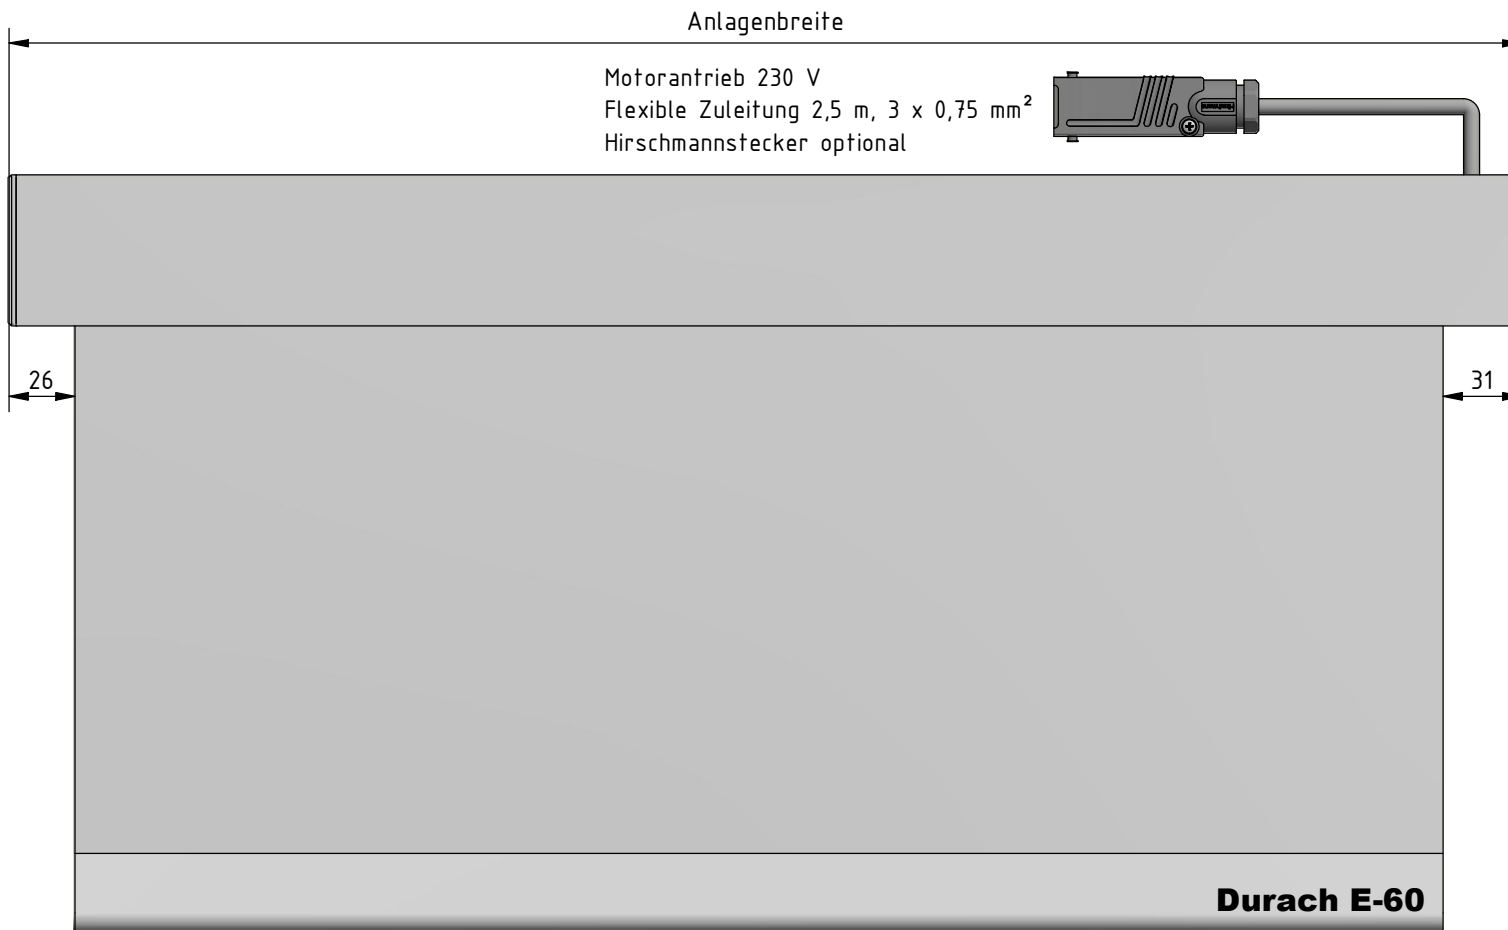 Anlagenbreite
Motorantrieb 230 V
Flexible Zuleitung 2,5 m, 3 x 0,75 mm²
Hirschmannstecker optional
26
31
Durach E-60